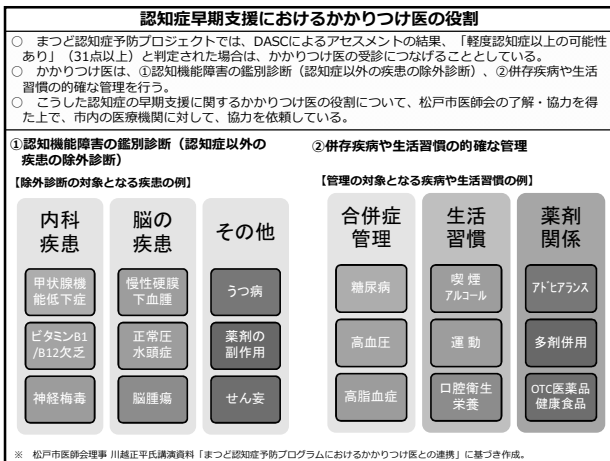 認知症早期支援におけるかかりつけ医の役割
○　まつど認知症予防プロジェクトでは、DASCによるアセスメントの結果、「軽度認知症以上の可能性
あり」（31点以上）と判定された場合は、かかりつけ医の受診につなげることとしている。
○　かかりつけ医は、①認知機能障害の鑑別診断（認知症以外の疾患の除外診断）、②併存疾病や生活
習慣の的確な管理を行う。
○　こうした認知症の早期支援に関するかかりつけ医の役割について、松戸市医師会の了解・協力を得
た上で、市内の医療機関に対して、協力を依頼している。
①認知機能障害の鑑別診断（認知症以外の
疾患の除外診断）
【除外診断の対象となる疾患の例】
内科
疾患
甲状腺機
能低下症
ビタミンB1
/B12欠乏
神経梅毒
脳の
疾患
慢性硬膜
下血腫
正常圧
水頭症
脳腫瘍
その他
うつ病
薬剤の
副作用
せん妄
②併存疾病や生活習慣の的確な管理
【管理の対象となる疾病や生活習慣の例】
合併症
管理
糖尿病
高血圧
高脂血症
生活
習慣
喫煙
アルコール
運動
口腔衛生
栄養
薬剤
関係
アドヒアランス
多剤併用
OTC医薬品
健康食品
※　松戸市医師会理事 川越正平氏講演資料「まつど認知症予防プログラムにおけるかかりつけ医との連携」に基づき作成。